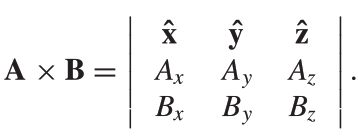 A × B = | x̂ ŷ ẑ |
| A_x A_y A_z |
| B_x B_y B_z | .